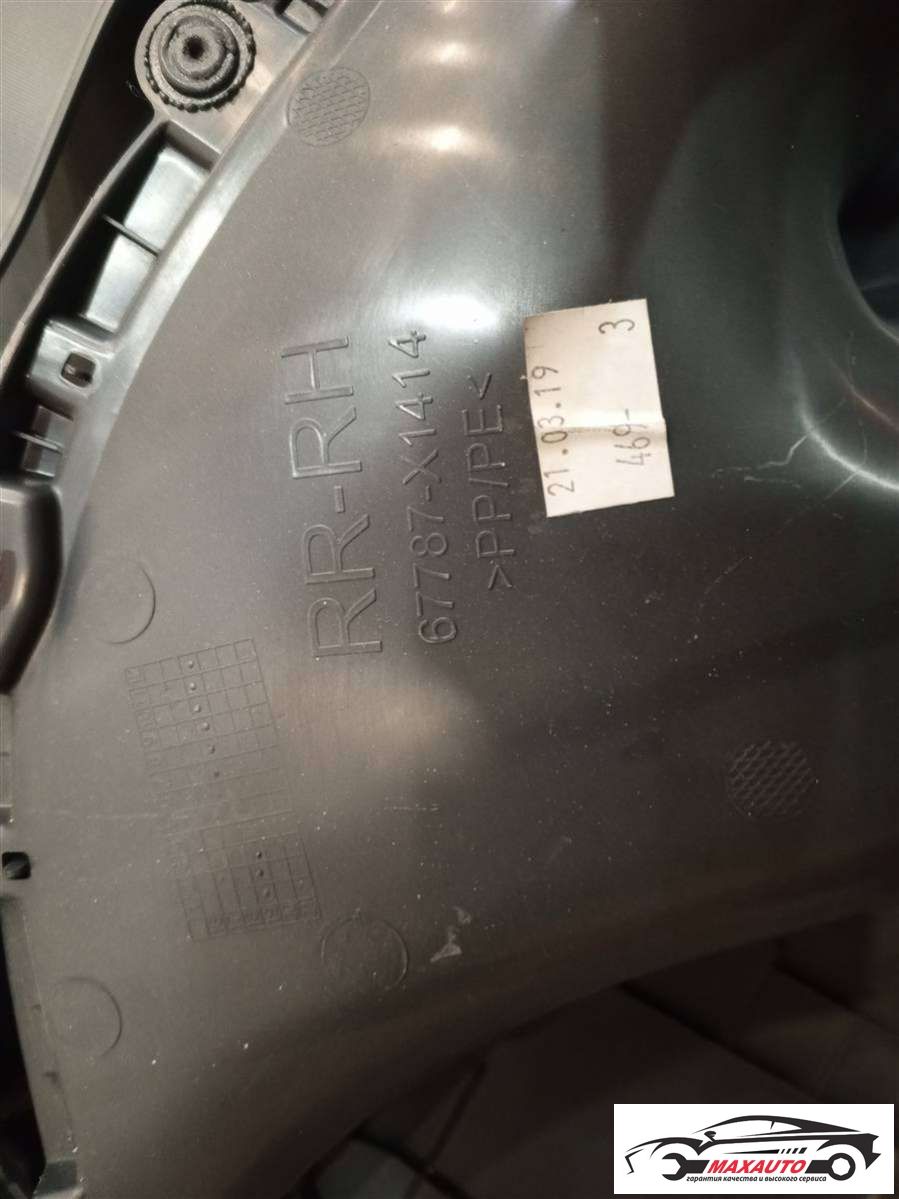 RR-RH
67787-X1414
>PP/PE<
21.03.19
469- 3
MAXAUTO
гарантия качества и высокого сервиса